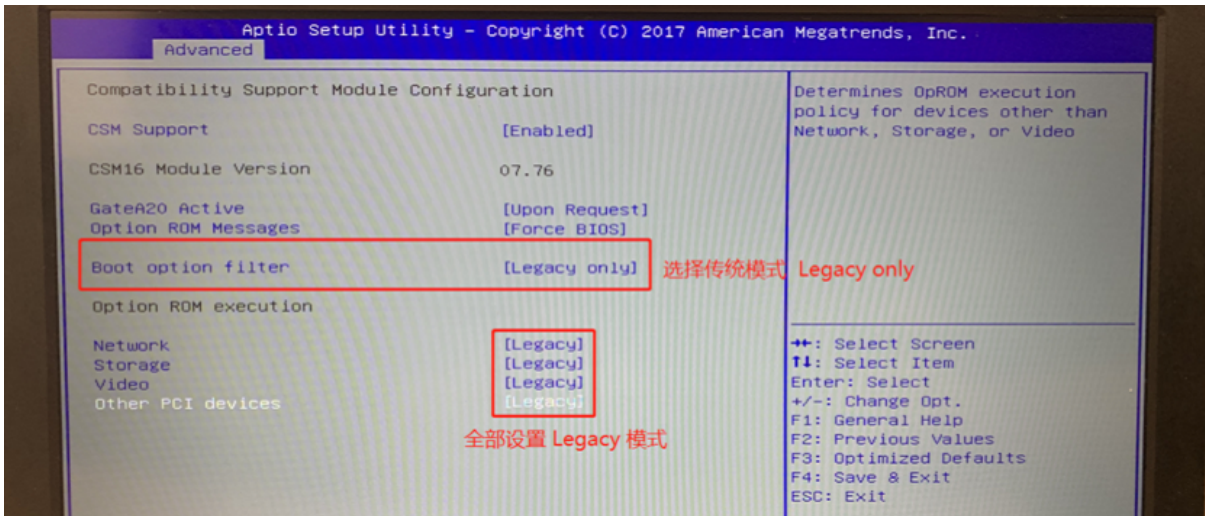 Aptio Setup Utility – Copyright (C) 2017 American Megatrends, Inc.
Advanced
Compatibility Support Module Configuration
CSM Support [Enabled]
CSM16 Module Version 07.76
GateA20 Active [Upon Request]
Option ROM Messages [Force BIOS]
Boot option filter [Legacy only] 选择传统模式 Legacy only
Option ROM execution
Network [Legacy]
Storage [Legacy]
Video [Legacy]
Other PCI devices [Legacy]
全部设置 Legacy 模式
Determines OpROM execution
policy for devices other than
Network, Storage, or Video
→←: Select Screen
↑↓: Select Item
Enter: Select
+/-: Change Opt.
F1: General Help
F2: Previous Values
F3: Optimized Defaults
F4: Save & Exit
ESC: Exit